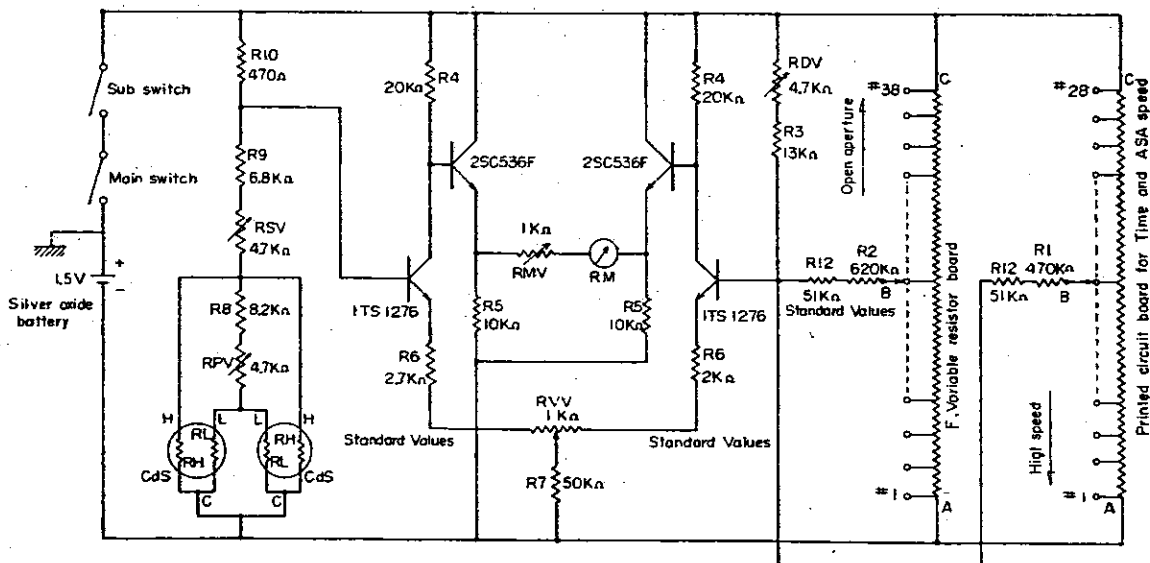 Sub switch
Main switch
+
1.5V
-
Silver oxide
battery
R10
470Ω
R9
6.8KΩ
RSV
4.7KΩ
R8
8.2KΩ
RPV
4.7KΩ
H
L
L
H
RL
RH
RH
RL
CdS
CdS
C
C
R4
20KΩ
2SC536F
1TS1276
R6
2.7KΩ
Standard Values
R5
10KΩ
1KΩ
RMV
RM
RVV
1KΩ
R7
50KΩ
R4
20KΩ
2SC536F
R5
10KΩ
1TS1276
R6
2KΩ
Standard Values
RDV
4.7KΩ
R3
13KΩ
R12
51KΩ
R2
620KΩ
B
Standard Values
Open aperture
#38
C
#1
A
F. Variable resistor board
R12
51KΩ
R1
470KΩ
B
Higt speed
#28
C
#1
A
Printed circuit board for Time and ASA speed